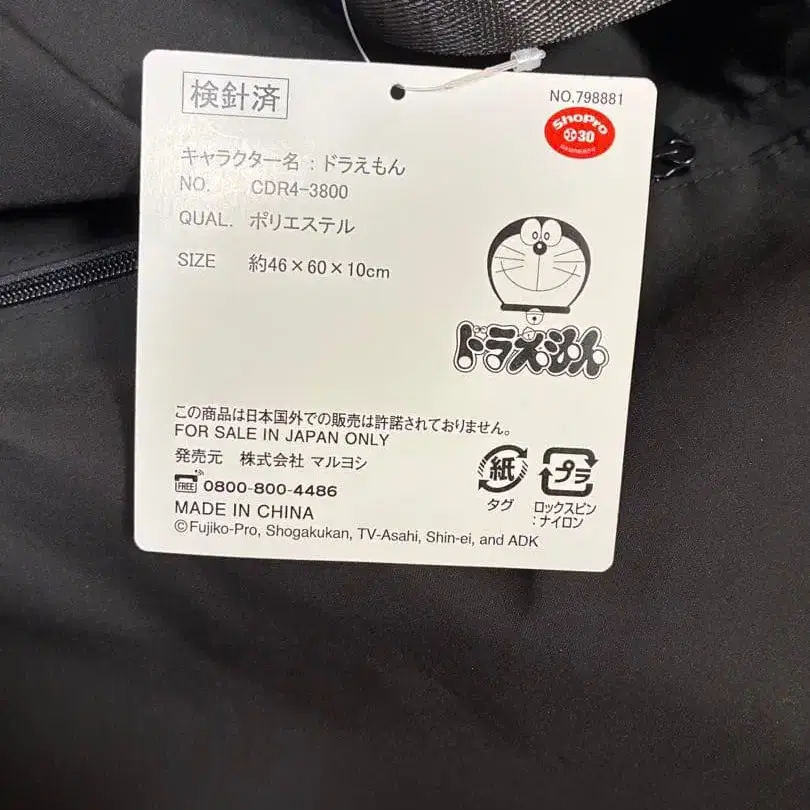 検針済
NO.798881
ShoPro
30
キャラクター名：ドラえもん
NO. CDR4-3800
QUAL. ポリエステル
SIZE 約46×60×10cm
ドラえもん
この商品は日本国外での販売は許諾されておりません。
FOR SALE IN JAPAN ONLY
発売元 株式会社 マルヨシ
FREE 0800-800-4486
MADE IN CHINA
©Fujiko-Pro, Shogakukan, TV-Asahi, Shin-ei, and ADK
紙
タグ
プラ
ロックスピン
:ナイロン